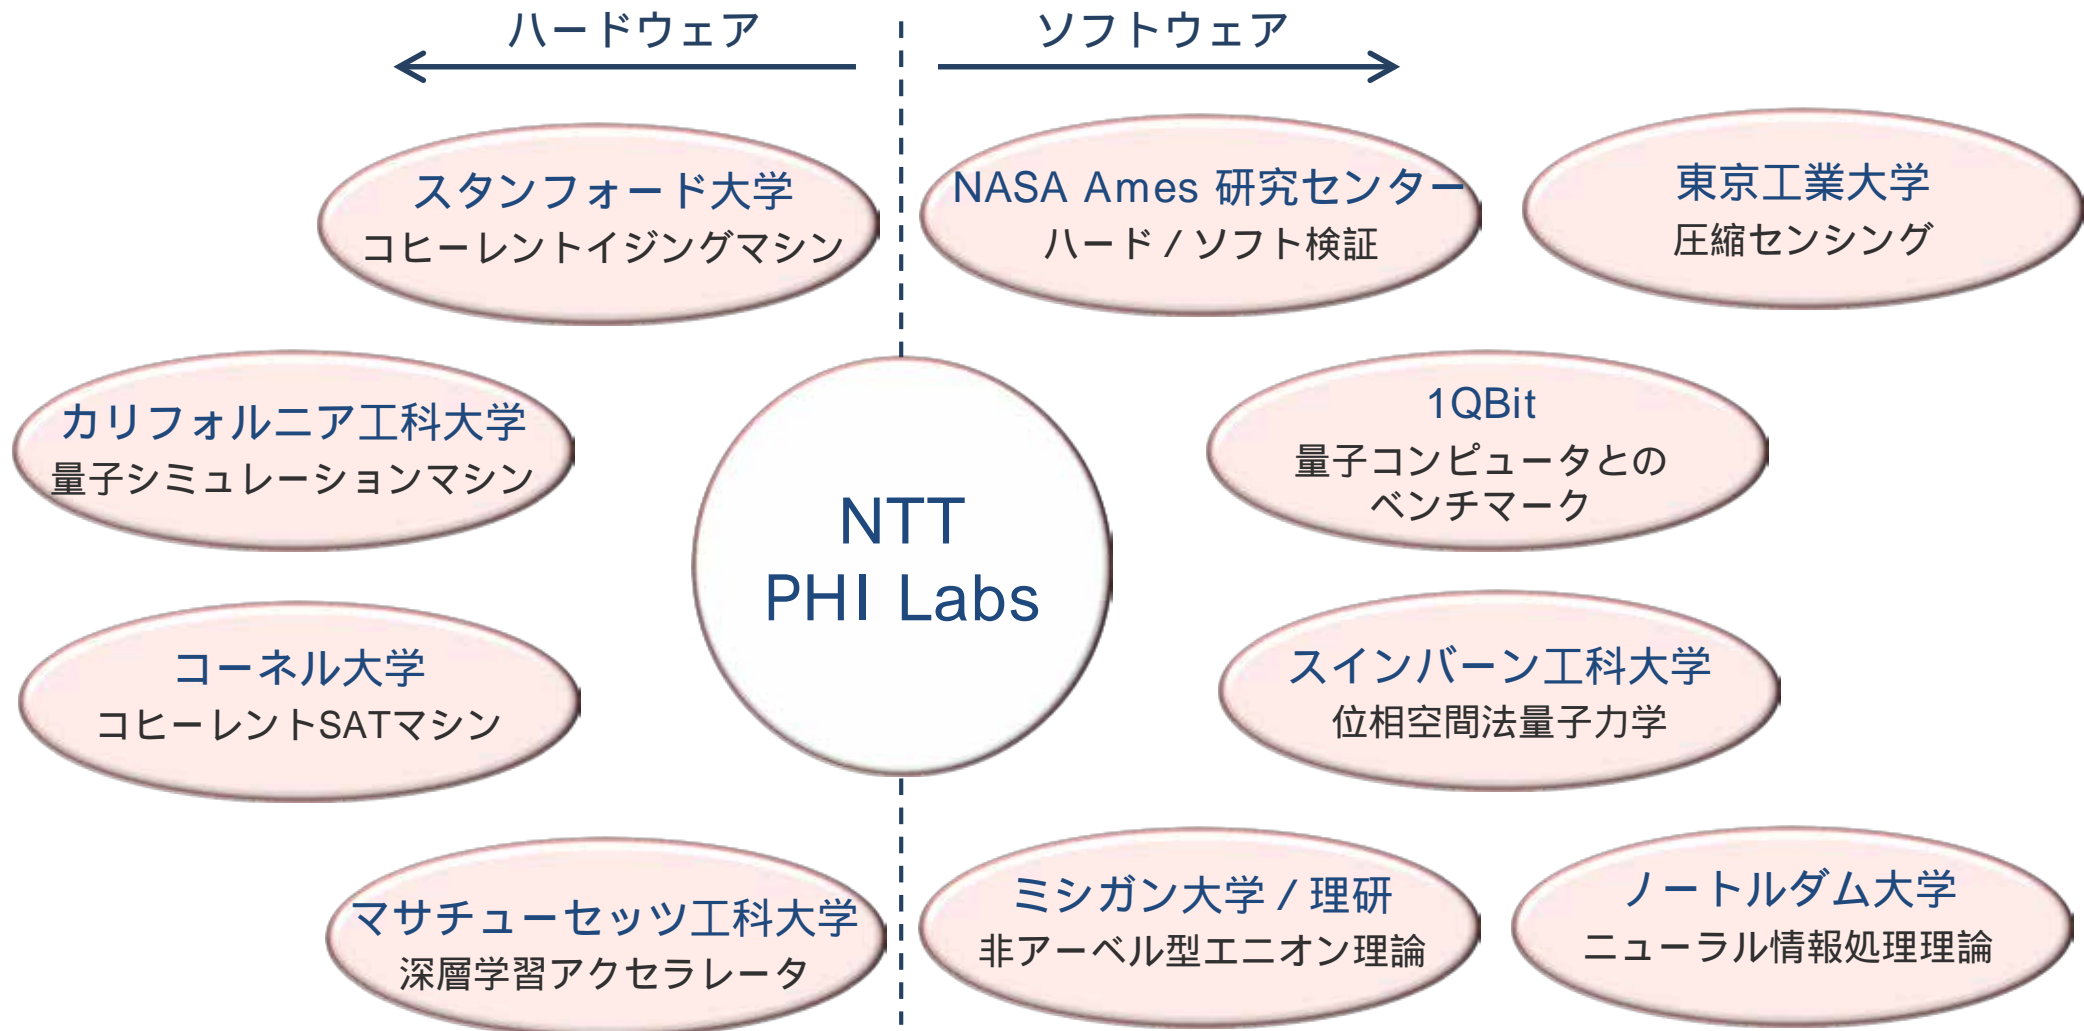 ハードウェア
ソフトウェア
スタンフォード大学
コヒーレントイジングマシン
NASA Ames 研究センター
ハード / ソフト検証
東京工業大学
圧縮センシング
カリフォルニア工科大学
量子シミュレーションマシン
1QBit
量子コンピュータとの
ベンチマーク
NTT
PHI Labs
コーネル大学
コヒーレントSATマシン
スインバーン工科大学
位相空間法量子力学
マサチューセッツ工科大学
深層学習アクセラレータ
ミシガン大学 / 理研
非アーベル型エニオン理論
ノートルダム大学
ニューラル情報処理理論